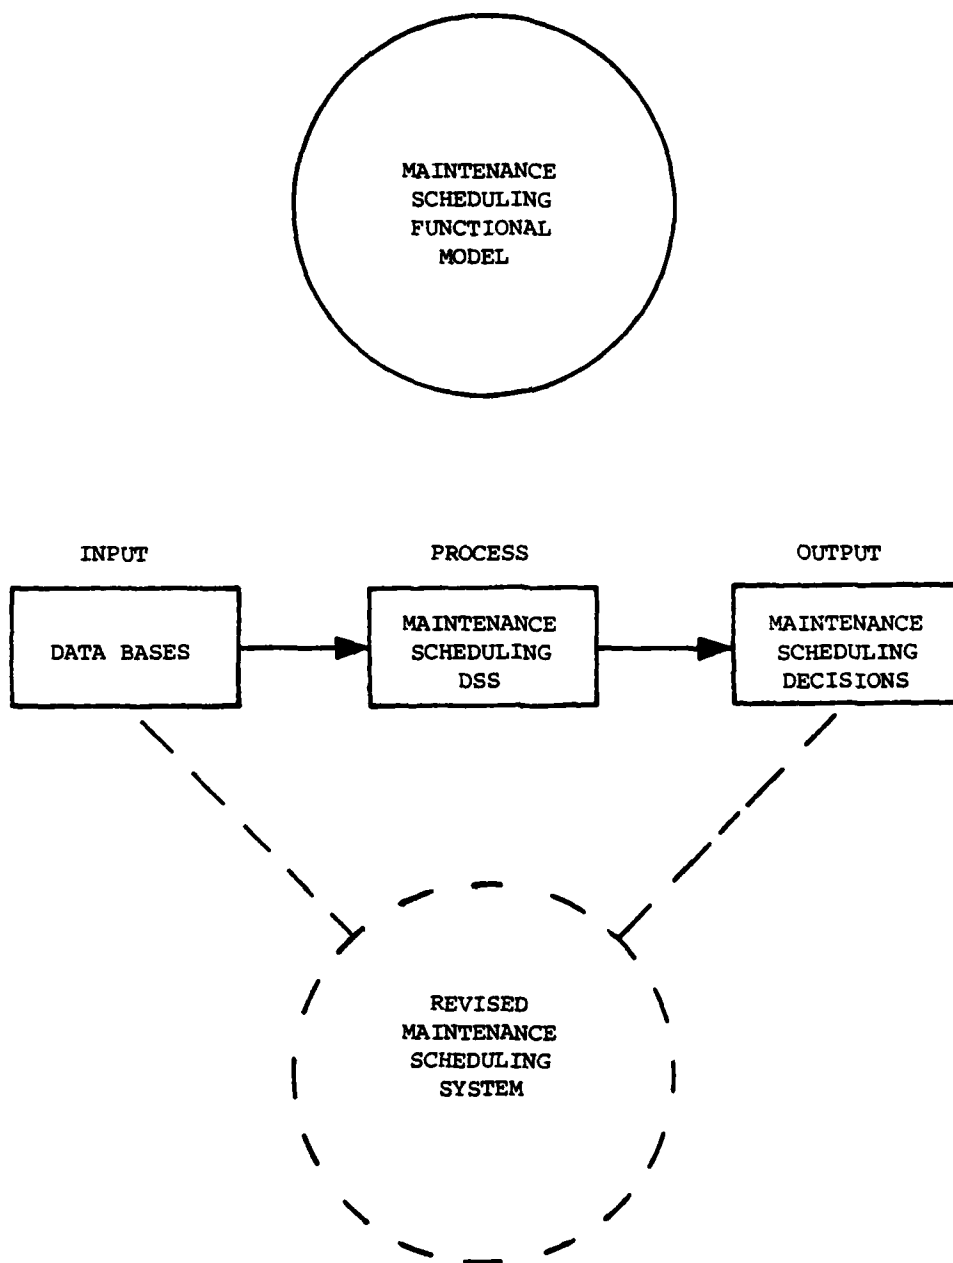 MAINTENANCE
SCHEDULING
FUNCTIONAL
MODEL
INPUT
PROCESS
OUTPUT
DATA BASES
MAINTENANCE
SCHEDULING
DSS
MAINTENANCE
SCHEDULING
DECISIONS
REVISED
MAINTENANCE
SCHEDULING
SYSTEM